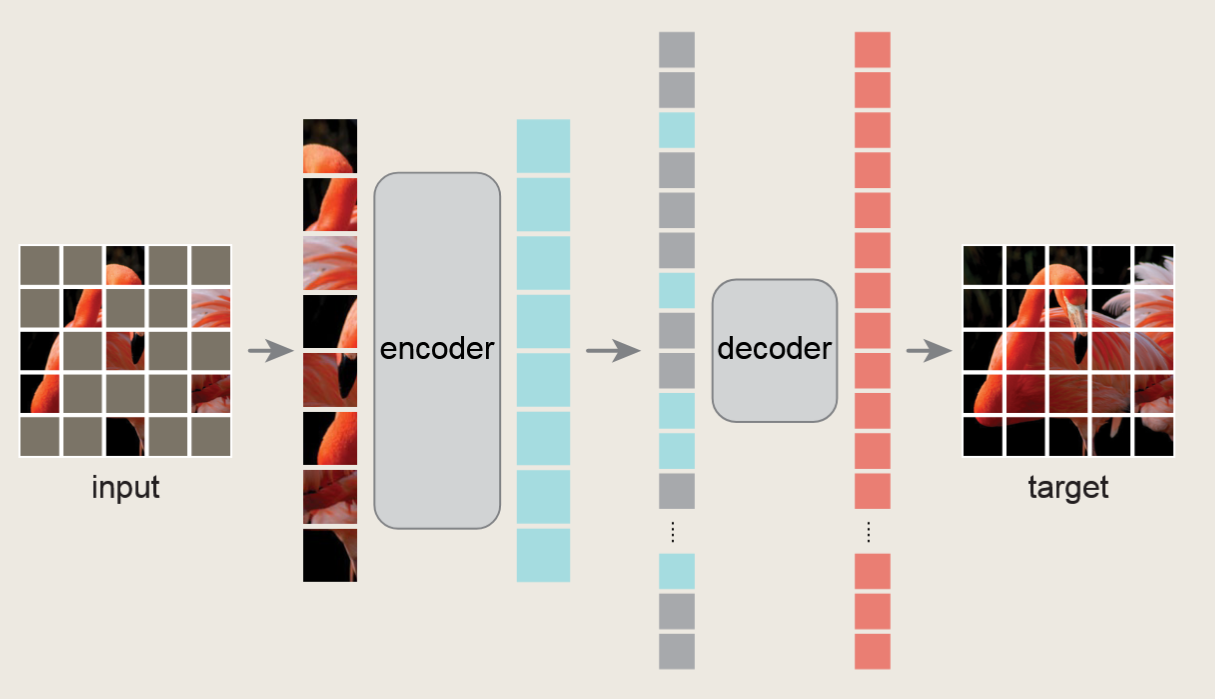 encoder
decoder
input
target